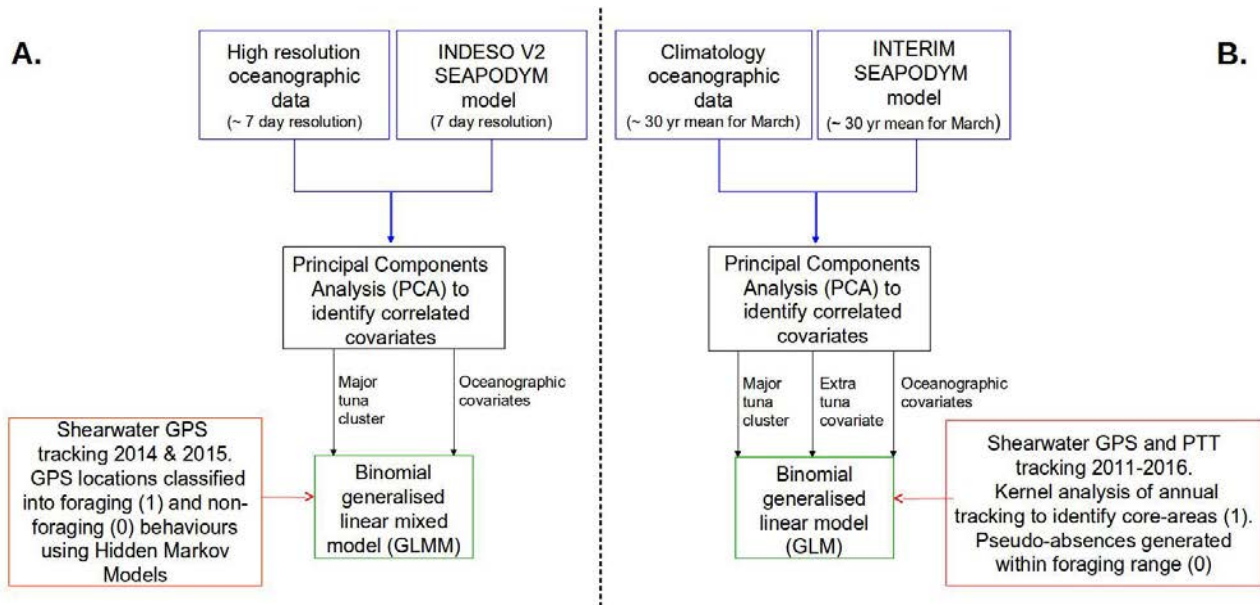 A.
High resolution
oceanographic
data
(~ 7 day resolution)
INDESO V2
SEAPODYM
model
(7 day resolution)
Principal Components
Analysis (PCA) to
identify correlated
covariates
Major
tuna
cluster
Oceanographic
covariates
Shearwater GPS
tracking 2014 & 2015.
GPS locations classified
into foraging (1) and non-
foraging (0) behaviours
using Hidden Markov
Models
Binomial
generalised
linear mixed
model (GLMM)
B.
Climatology
oceanographic
data
(~ 30 yr mean for March)
INTERIM
SEAPODYM
model
(~ 30 yr mean for March)
Principal Components
Analysis (PCA) to
identify correlated
covariates
Major
tuna
cluster
Extra
tuna
covariate
Oceanographic
covariates
Binomial
generalised
linear model
(GLM)
Shearwater GPS and PTT
tracking 2011-2016.
Kernel analysis of annual
tracking to identify core-areas (1).
Pseudo-absences generated
within foraging range (0)